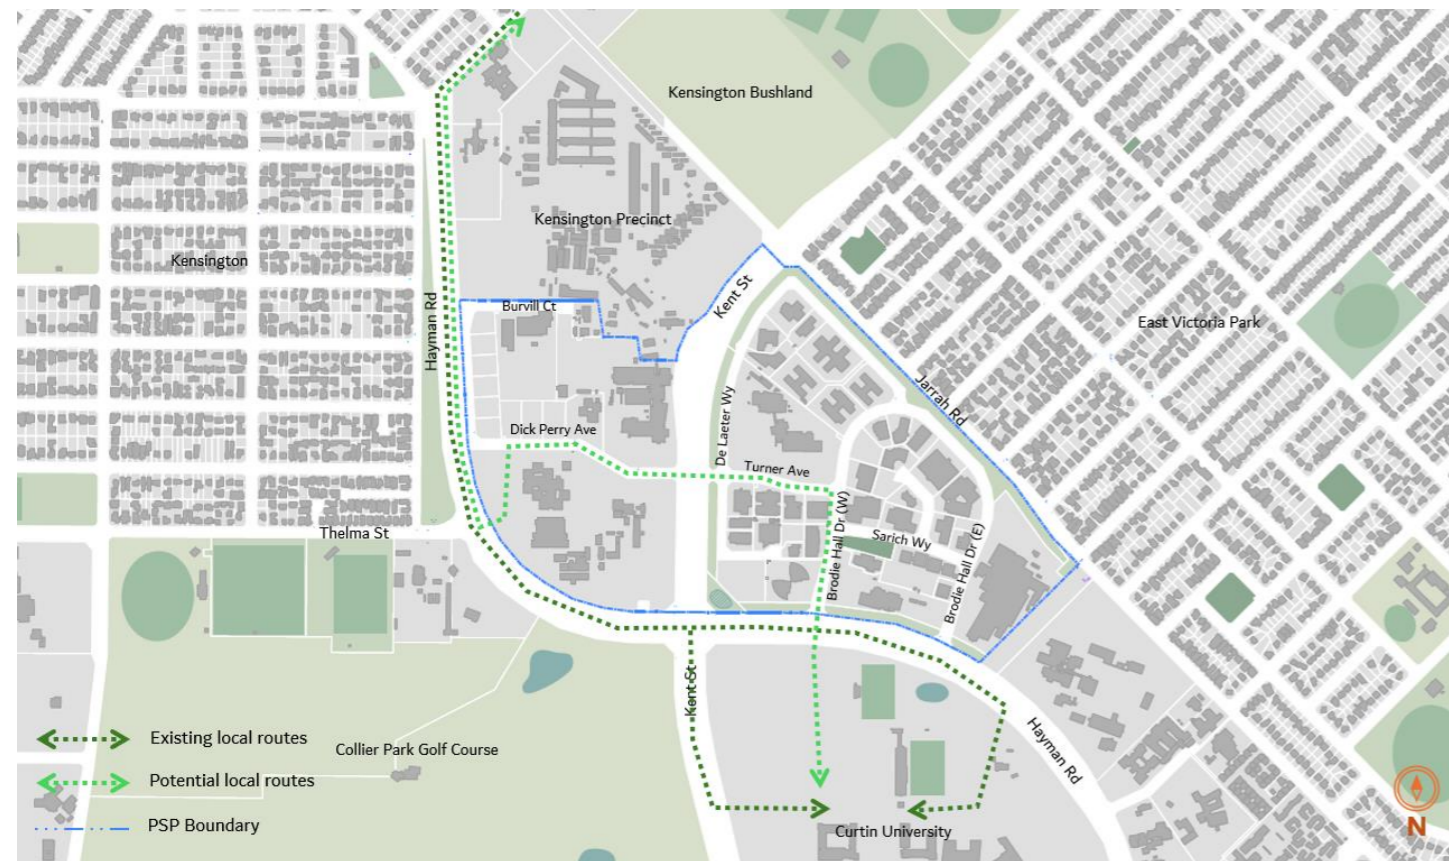 Kensington Bushland
Kensington Precinct
Kensington
Kent St
Burvill Ct
Hayman Rd
East Victoria Park
Jarrah Rd
De Laeter Wy
Dick Perry Ave
Turner Ave
Thelma St
Brodie Hall Dr (W)
Sarich Wy
Brodie Hall Dr (E)
Kent St
Hayman Rd
Existing local routes
Collier Park Golf Course
Potential local routes
PSP Boundary
Curtin University
N